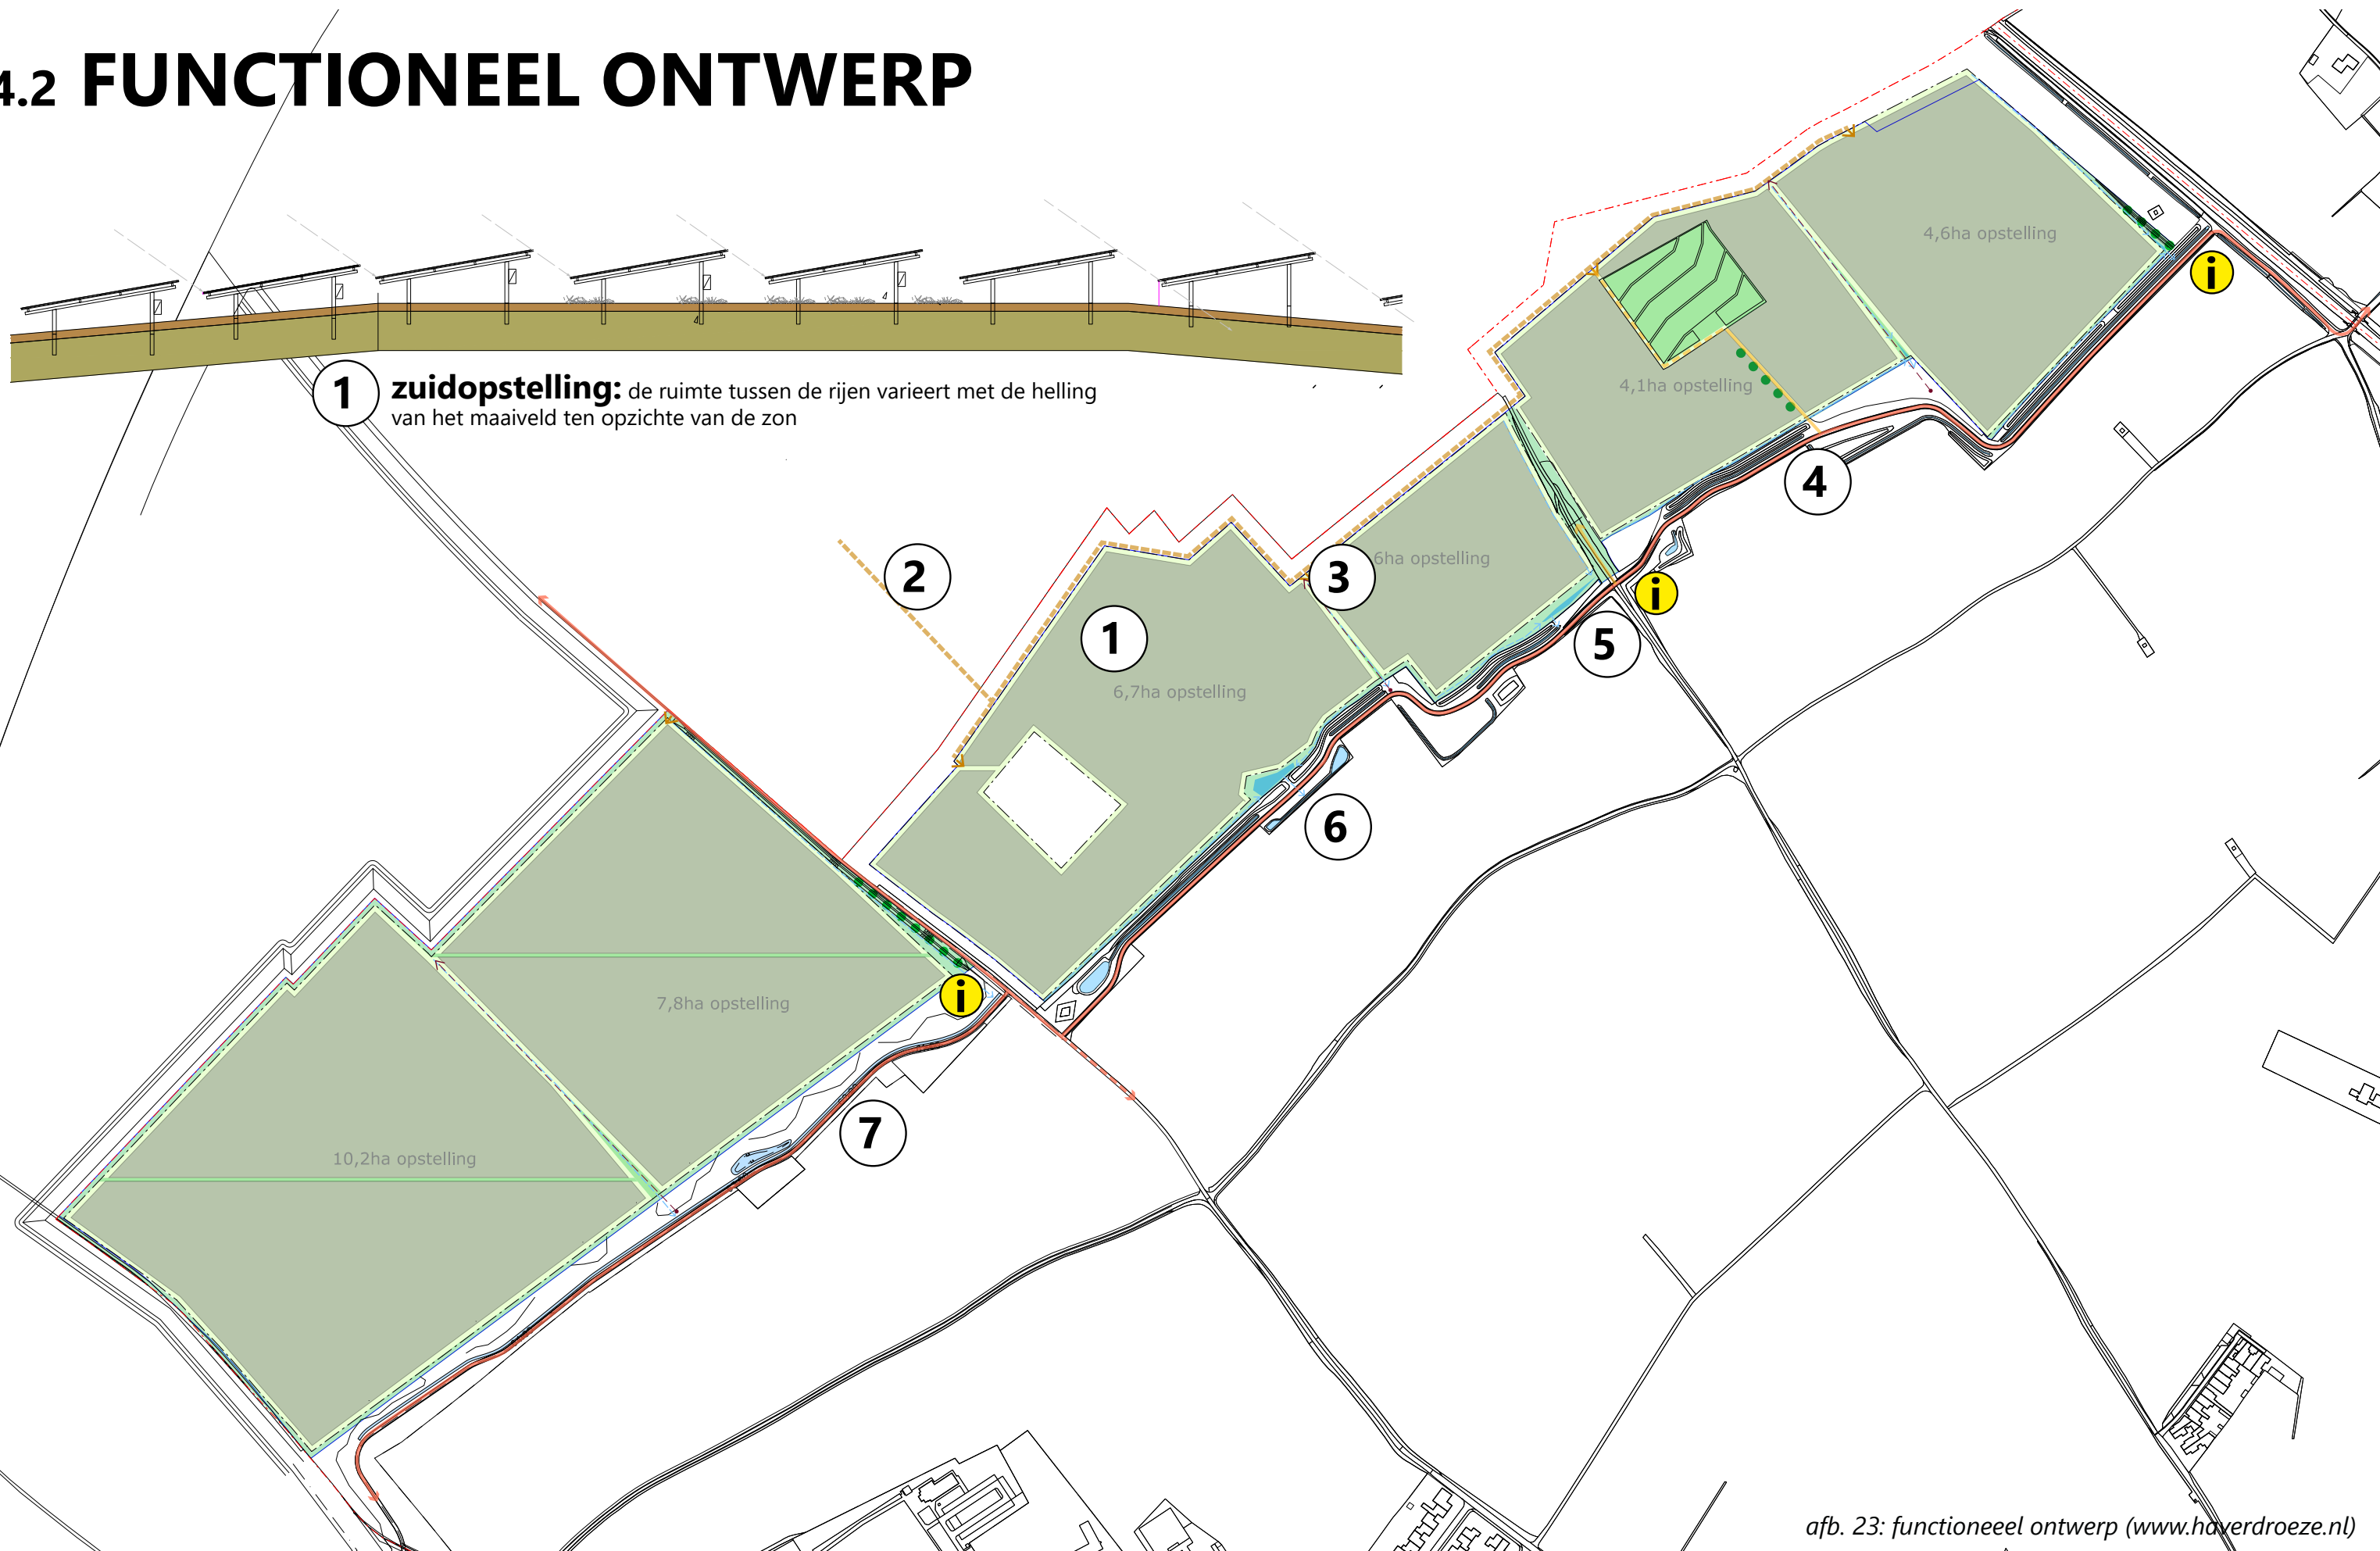 4.2 FUNCTIONEEL ONTWERP
1 zuidopstelling: de ruimte tussen de rijen varieert met de helling
van het maaiveld ten opzichte van de zon
4,6ha opstelling
i
4,1ha opstelling
4
6ha opstelling
3
2
1
6,7ha opstelling
i
5
6
7,8ha opstelling
i
7
10,2ha opstelling
afb. 23: functioneeel ontwerp (www.haverdroeze.nl)